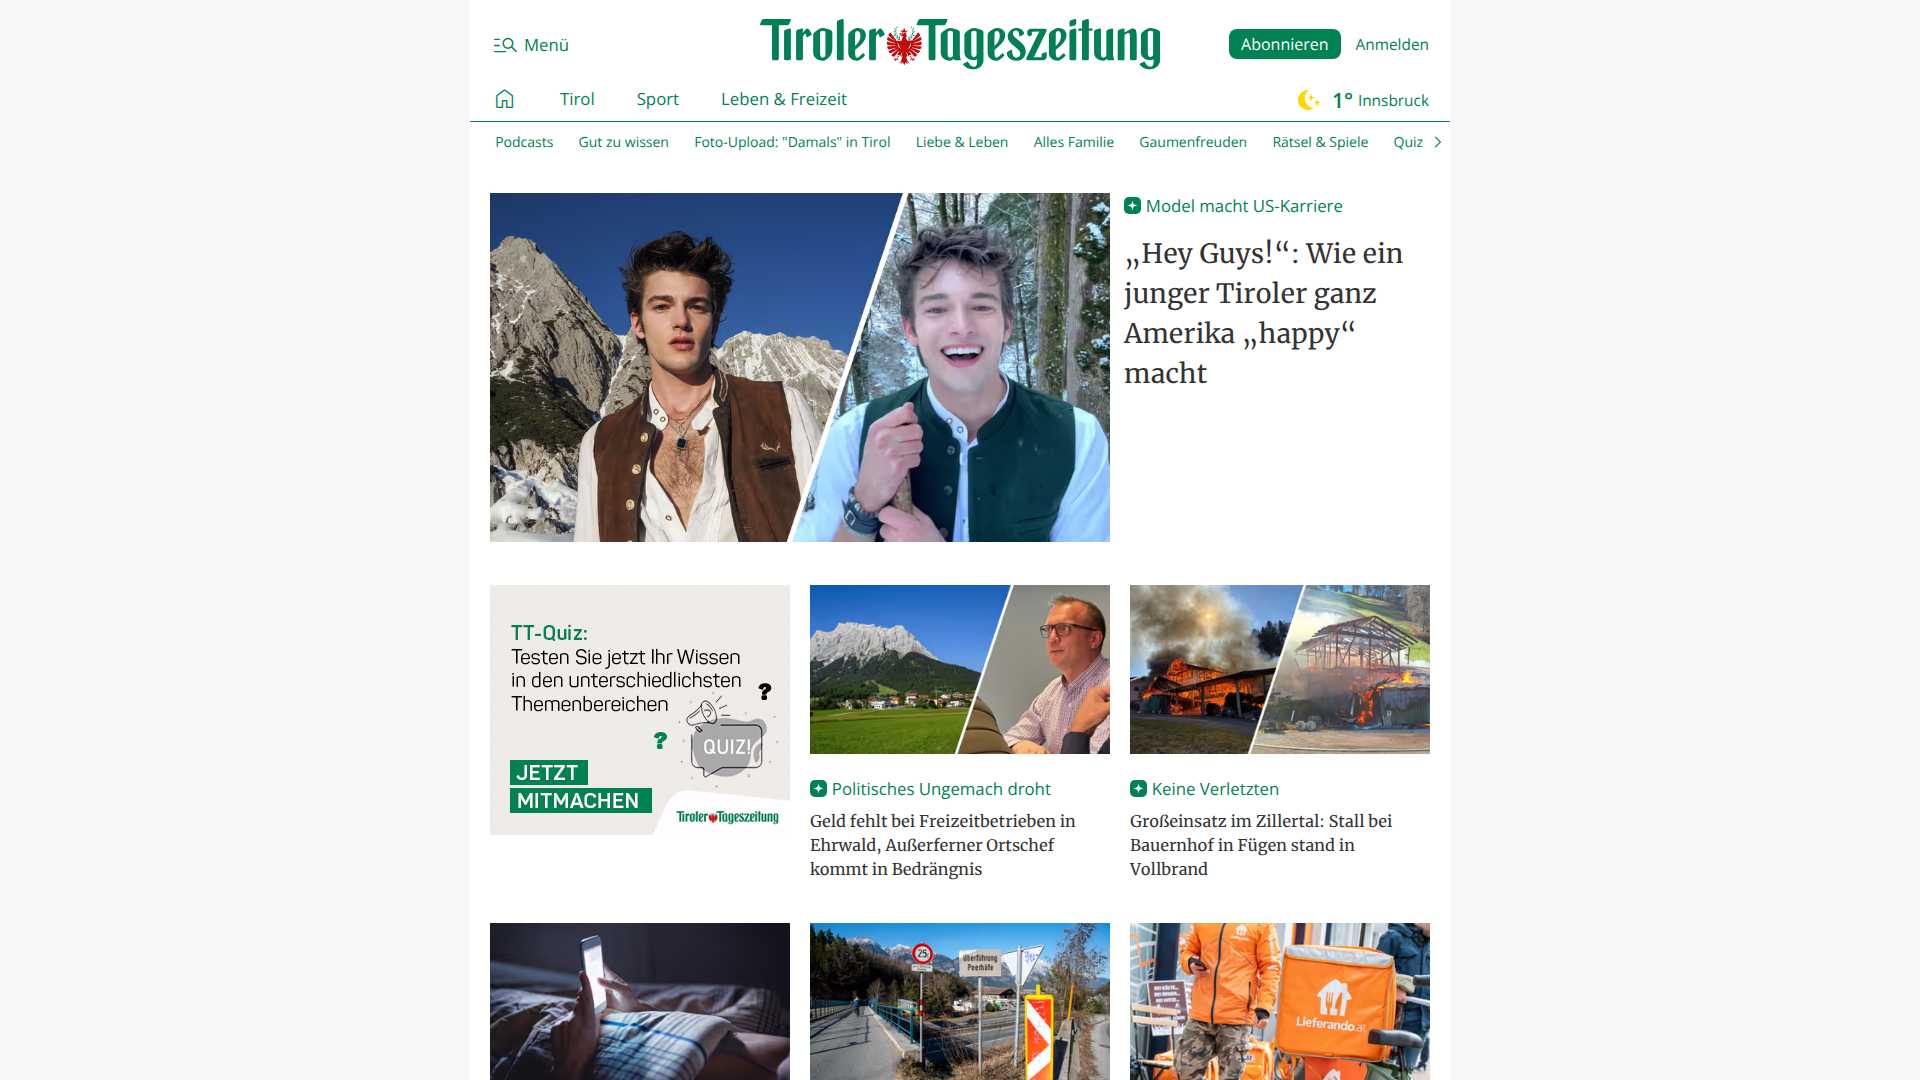 Menü
Tiroler Tageszeitung
Abonnieren
Anmelden
Tirol
Sport
Leben & Freizeit
1° Innsbruck
Podcasts
Gut zu wissen
Foto-Upload: "Damals" in Tirol
Liebe & Leben
Alles Familie
Gaumenfreuden
Rätsel & Spiele
Quiz
Model macht US-Karriere
„Hey Guys!“: Wie ein
junger Tiroler ganz
Amerika „happy“
macht
TT-Quiz:
Testen Sie jetzt Ihr Wissen
in den unterschiedlichsten
Themenbereichen
?
?
QUIZ!
JETZT
MITMACHEN
Tiroler Tageszeitung
Politisches Ungemach droht
Geld fehlt bei Freizeitbetrieben in
Ehrwald, Außerferner Ortschef
kommt in Bedrängnis
Keine Verletzten
Großeinsatz im Zillertal: Stall bei
Bauernhof in Fügen stand in
Vollbrand
25
Überführung
Peerhöfe
Lieferando.at